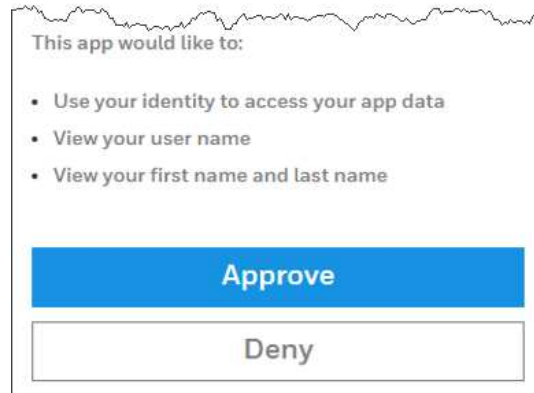 This app would like to:
• Use your identity to access your app data
• View your user name
• View your first name and last name
Approve
Deny